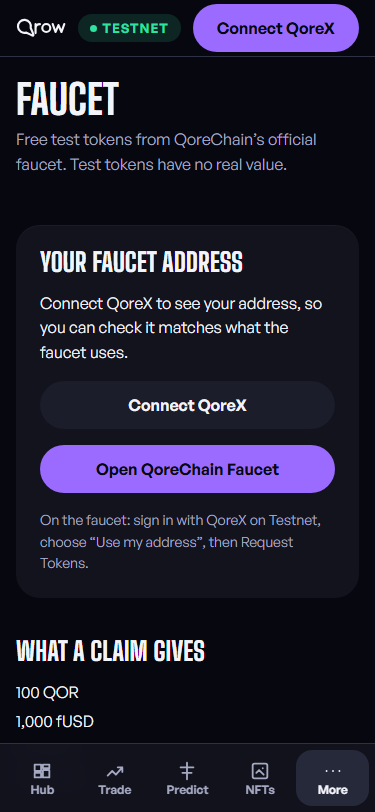 Qrow
TESTNET
Connect QoreX
FAUCET
Free test tokens from QoreChain’s official
faucet. Test tokens have no real value.
YOUR FAUCET ADDRESS
Connect QoreX to see your address, so
you can check it matches what the
faucet uses.
Connect QoreX
Open QoreChain Faucet
On the faucet: sign in with QoreX on Testnet,
choose “Use my address”, then Request
Tokens.
WHAT A CLAIM GIVES
100 QOR
1,000 fUSD
Hub
Trade
Predict
NFTs
More